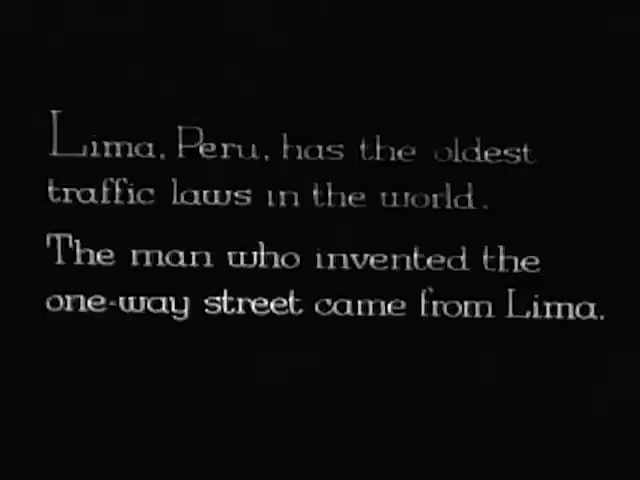 Lima, Peru, has the oldest
traffic laws in the world.
The man who invented the
one-way street came from Lima.